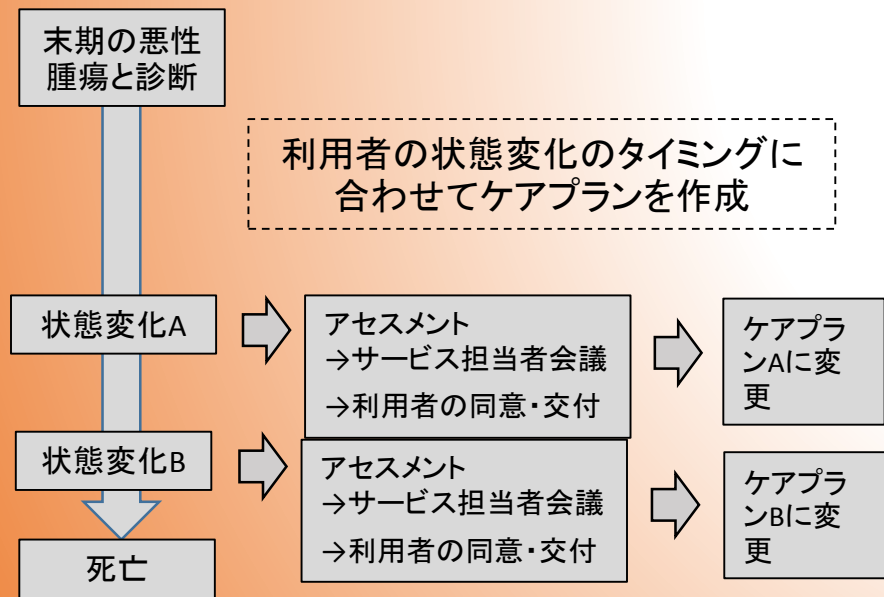 末期の悪性
腫瘍と診断
利用者の状態変化のタイミングに
合わせてケアプランを作成
状態変化A
アセスメント
→サービス担当者会議
→利用者の同意・交付
ケアプラ
ンAに変
更
状態変化B
アセスメント
→サービス担当者会議
→利用者の同意・交付
ケアプラ
ンBに変
更
死亡